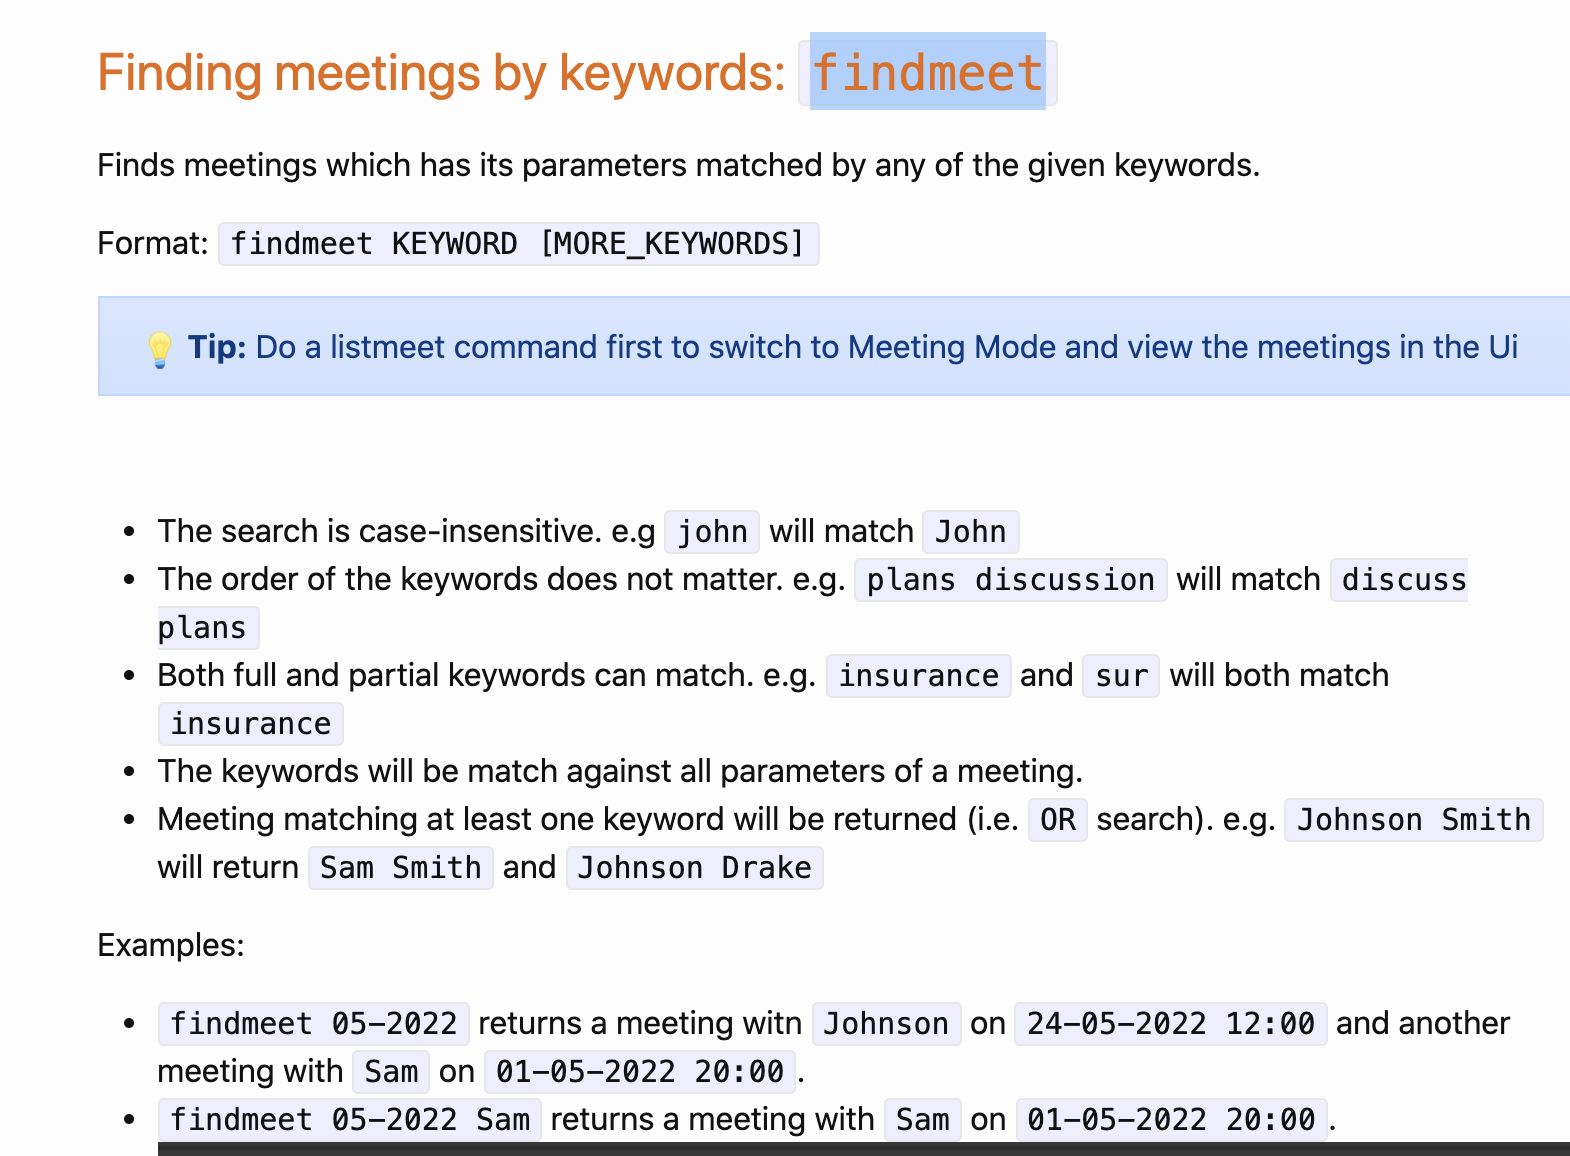 Finding meetings by keywords: findmeet
Finds meetings which has its parameters matched by any of the given keywords.
Format: findmeet KEYWORD [MORE_KEYWORDS]
💡 Tip: Do a listmeet command first to switch to Meeting Mode and view the meetings in the Ui
• The search is case-insensitive. e.g john will match John
• The order of the keywords does not matter. e.g. plans discussion will match discuss
plans
• Both full and partial keywords can match. e.g. insurance and sur will both match
insurance
• The keywords will be match against all parameters of a meeting.
• Meeting matching at least one keyword will be returned (i.e. OR search). e.g. Johnson Smith
will return Sam Smith and Johnson Drake
Examples:
• findmeet 05-2022 returns a meeting witn Johnson on 24-05-2022 12:00 and another
meeting with Sam on 01-05-2022 20:00.
• findmeet 05-2022 Sam returns a meeting with Sam on 01-05-2022 20:00.